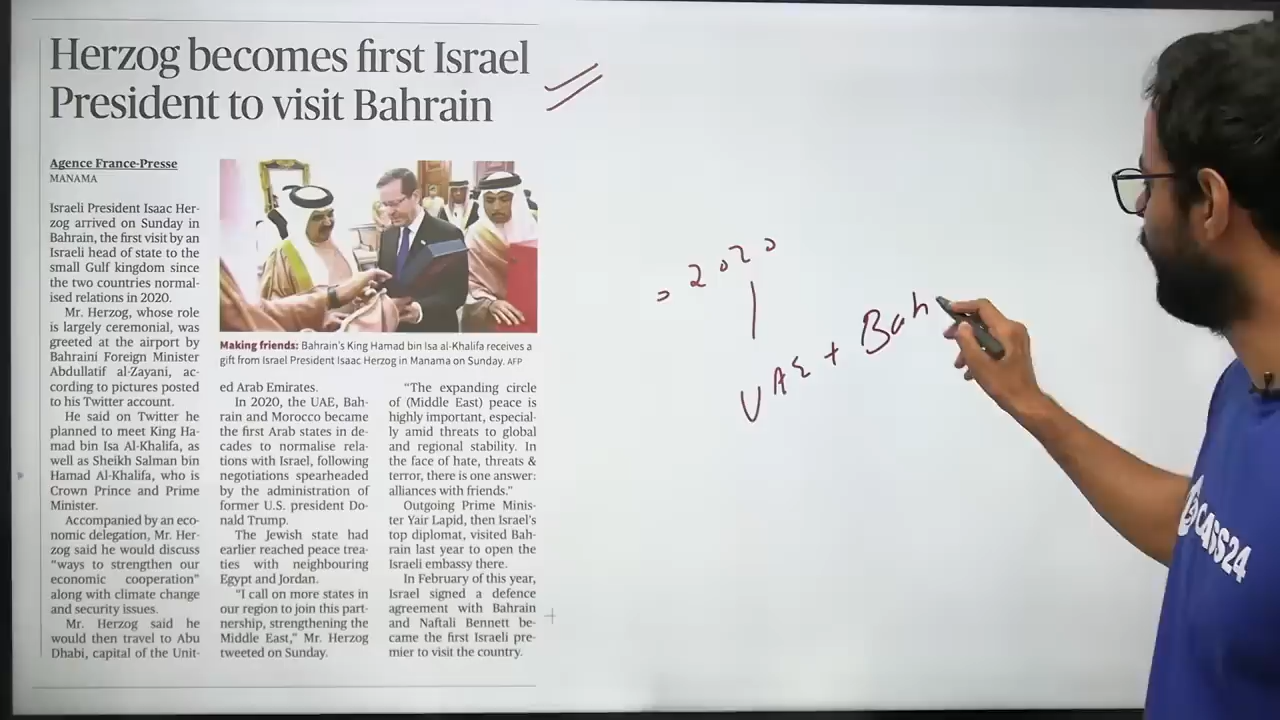 Herzog becomes first Israel
President to visit Bahrain
Agence France-Presse
MANAMA
Israeli President Isaac Her-
zog arrived on Sunday in
Bahrain, the first visit by an
Israeli head of state to the
small Gulf kingdom since
the two countries normal-
ised relations in 2020.
Mr. Herzog, whose role
is largely ceremonial, was
greeted at the airport by
Bahraini Foreign Minister
Abdullatif al-Zayani, ac-
cording to pictures posted
to his Twitter account.
He said on Twitter he
planned to meet King Ha-
mad bin Isa Al-Khalifa, as
well as Sheikh Salman bin
Hamad Al-Khalifa, who is
Crown Prince and Prime
Minister.
Accompanied by an eco-
nomic delegation, Mr. Her-
zog said he would discuss
"ways to strengthen our
economic cooperation"
along with climate change
and security issues.
Mr. Herzog said he
would then travel to Abu
Dhabi, capital of the Unit-
Making friends: Bahrain's King Hamad bin Isa al-Khalifa receives a
gift from Israel President Isaac Herzog in Manama on Sunday. AFP
ed Arab Emirates.
In 2020, the UAE, Bah-
rain and Morocco became
the first Arab states in de-
cades to normalise rela-
tions with Israel, following
negotiations spearheaded
by the administration of
former U.S. president Do-
nald Trump.
The Jewish state had
earlier reached peace trea-
ties with neighbouring
Egypt and Jordan.
"I call on more states in
our region to join this part-
nership, strengthening the
Middle East," Mr. Herzog
tweeted on Sunday.
"The expanding circle
of (Middle East) peace is
highly important, especial-
ly amid threats to global
and regional stability. In
the face of hate, threats &
terror, there is one answer:
alliances with friends."
Outgoing Prime Minis-
ter Yair Lapid, then Israel's
top diplomat, visited Bah-
rain last year to open the
Israeli embassy there.
In February of this year,
Israel signed a defence
agreement with Bahrain
and Naftali Bennett be-
came the first Israeli pre-
mier to visit the country.
2020
UAE + Bah
CARS24